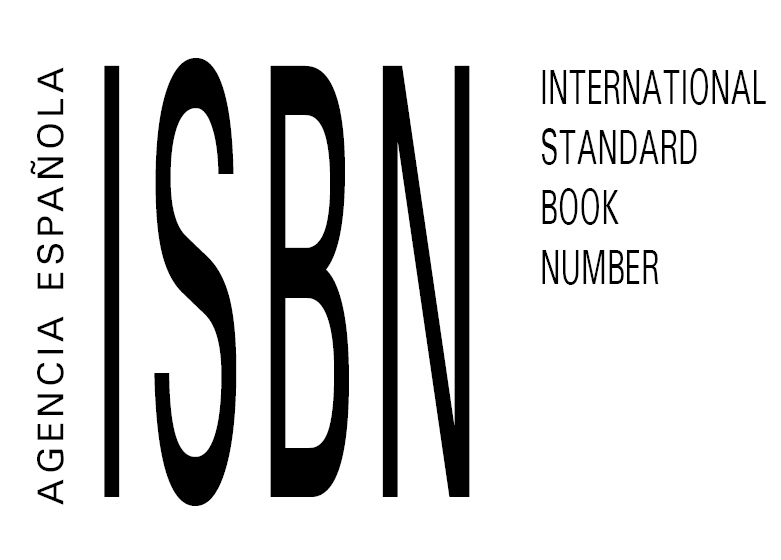 AGENCIA ESPAÑOLA
ISBN
INTERNATIONAL
STANDARD
BOOK
NUMBER